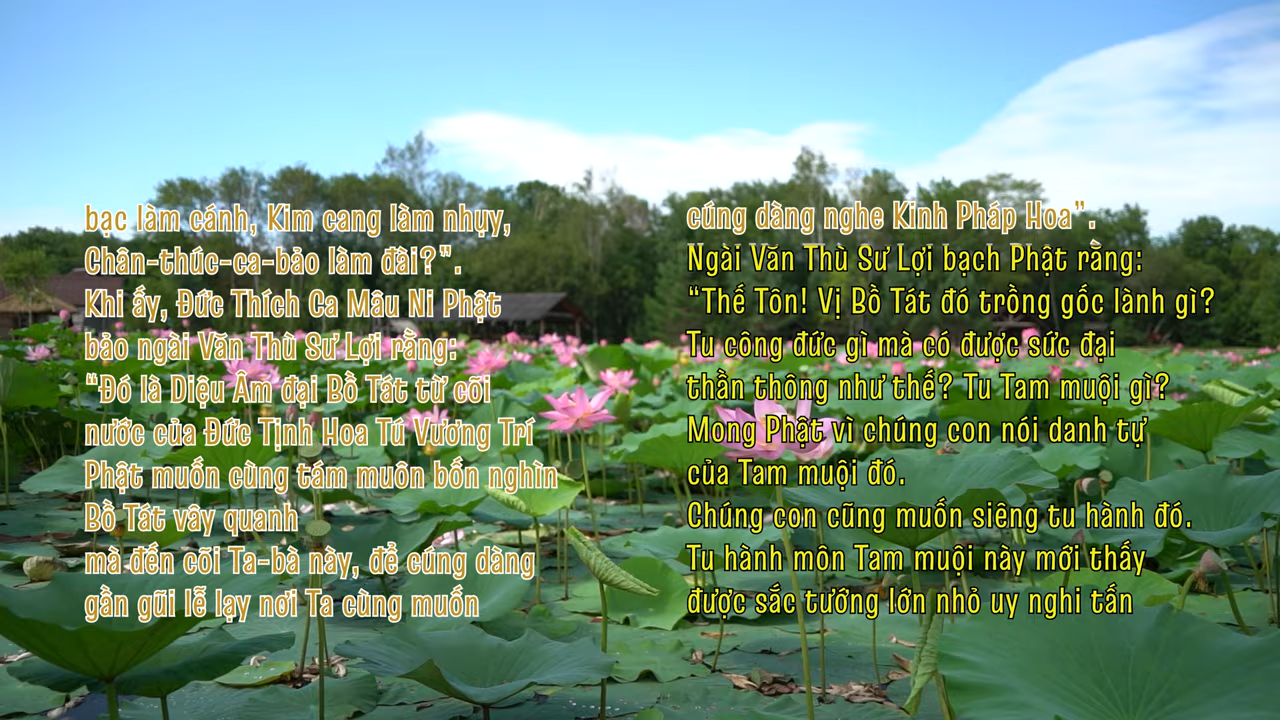 bạc làm cánh, Kim cang làm nhụy,
Chân-thúc-ca-bảo làm đài?”.
Khi ấy, Đức Thích Ca Mâu Ni Phật
bảo ngài Văn Thù Sư Lợi rằng:
“Đó là Diệu Âm đại Bồ Tát từ cõi
nước của Đức Tịnh Hoa Tú Vương Trí
Phật muốn cùng tám muôn bốn nghìn
Bồ Tát vây quanh
mà đến cõi Ta-bà này, để cúng dàng
gần gũi lễ lạy nơi Ta cùng muốn
cúng dàng nghe Kinh Pháp Hoa”.
Ngài Văn Thù Sư Lợi bạch Phật rằng:
“Thế Tôn! Vị Bồ Tát đó trồng gốc lành gì?
Tu công đức gì mà có được sức đại
thần thông như thế? Tu Tam muội gì?
Mong Phật vì chúng con nói danh tự
của Tam muội đó.
Chúng con cũng muốn siêng tu hành đó.
Tu hành môn Tam muội này mới thấy
được sắc tướng lớn nhỏ uy nghi tấn